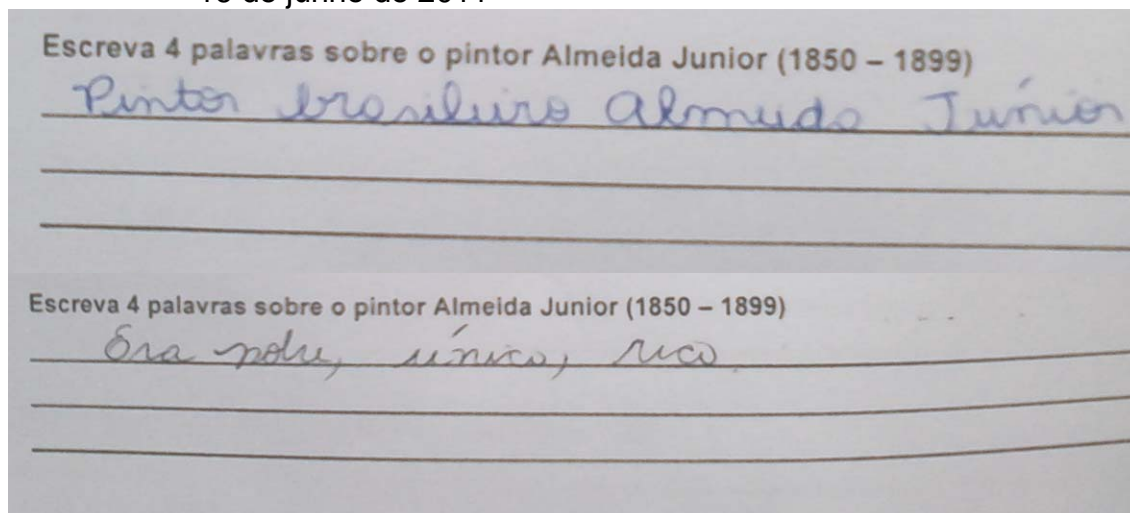 Escreva 4 palavras sobre o pintor Almeida Junior (1850 – 1899)
Pintor brasileiro Almeida Júnior
Escreva 4 palavras sobre o pintor Almeida Junior (1850 – 1899)
Era pobre, único, rico